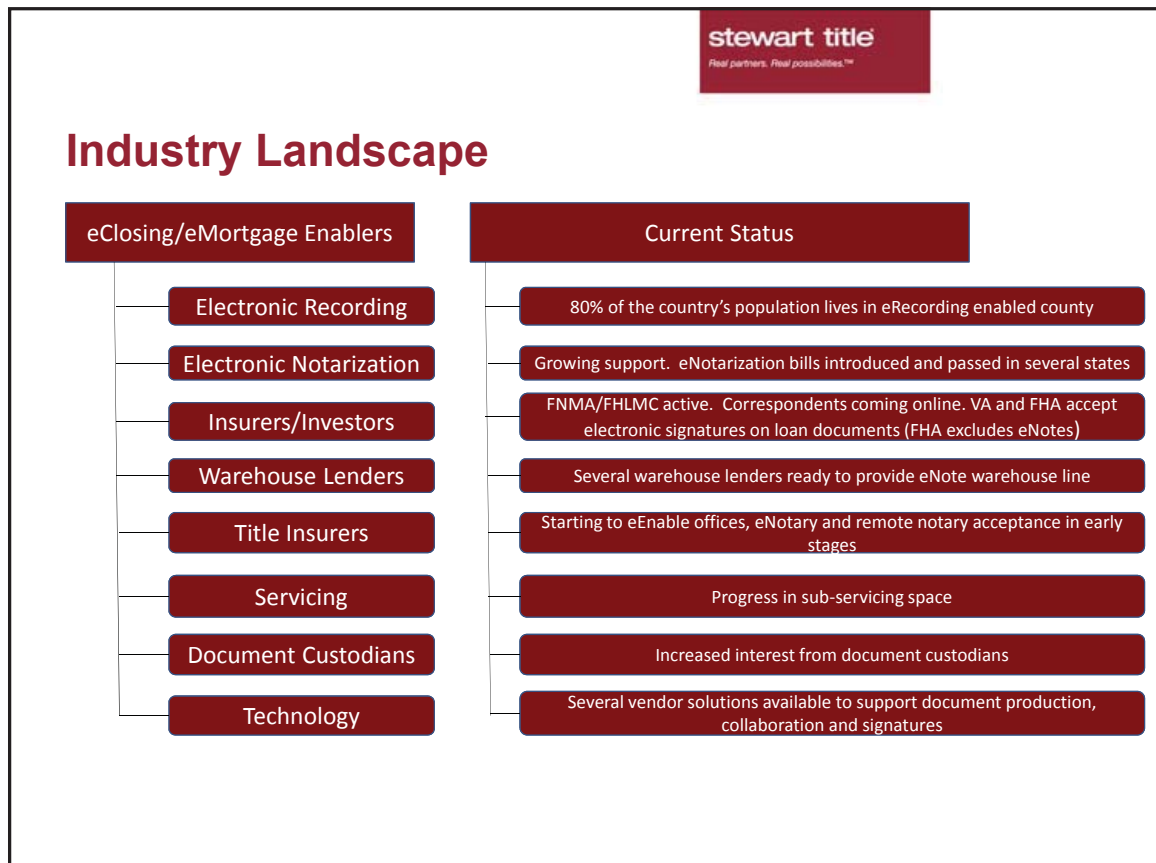 stewart title
Real partners. Real possibilities.™
Industry Landscape
eClosing/eMortgage Enablers
Current Status
Electronic Recording
80% of the country’s population lives in eRecording enabled county
Electronic Notarization
Growing support.  eNotarization bills introduced and passed in several states
Insurers/Investors
FNMA/FHLMC active.  Correspondents coming online. VA and FHA accept
electronic signatures on loan documents (FHA excludes eNotes)
Warehouse Lenders
Several warehouse lenders ready to provide eNote warehouse line
Title Insurers
Starting to eEnable offices, eNotary and remote notary acceptance in early
stages
Servicing
Progress in sub-servicing space
Document Custodians
Increased interest from document custodians
Technology
Several vendor solutions available to support document production,
collaboration and signatures